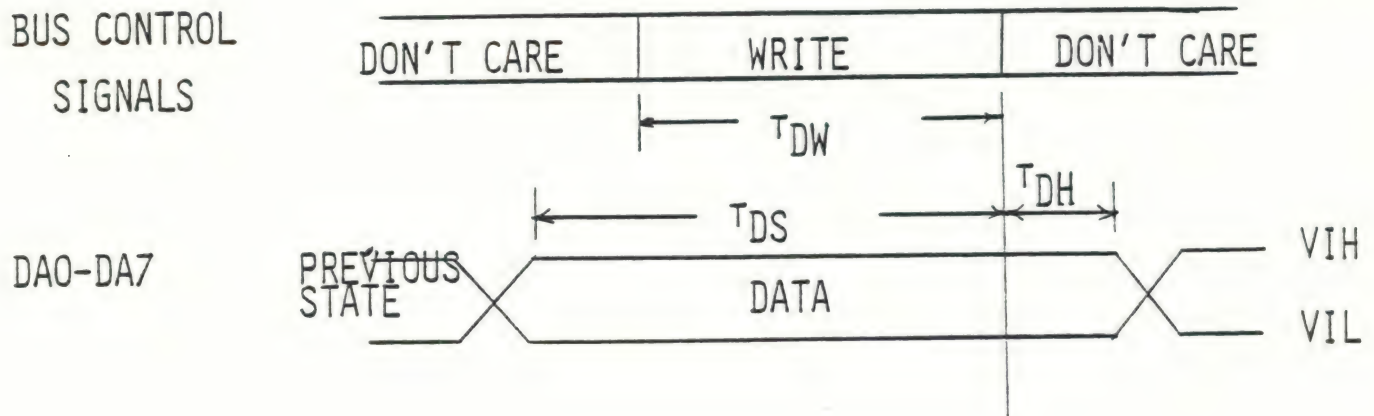 BUS CONTROL
SIGNALS
DON'T CARE
WRITE
DON'T CARE
TDW
TDH
TDS
DA0-DA7
PREVIOUS
STATE
DATA
VIH
VIL